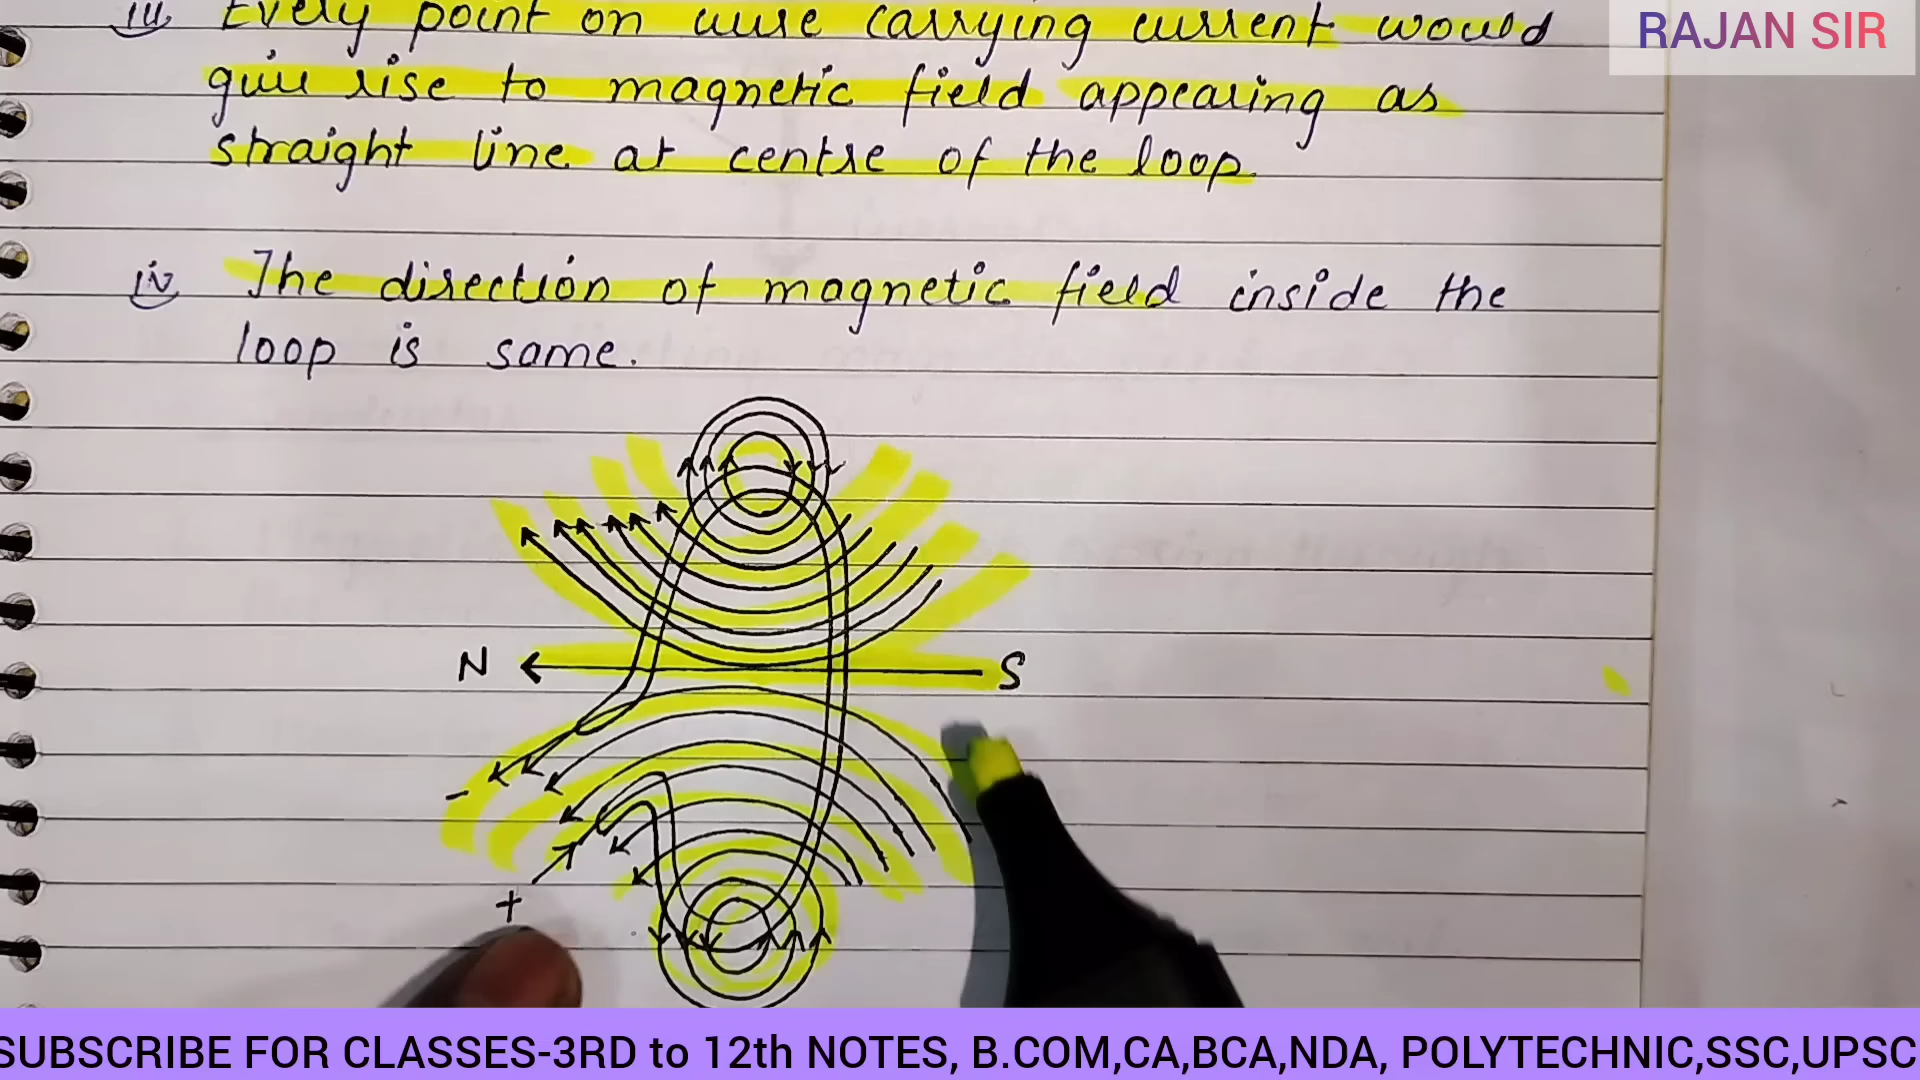 iii Every point on wire carrying current would
RAJAN SIR
give rise to magnetic field appearing as
straight line at centre of the loop.
iv The direction of magnetic field inside the
loop is same.
N
S
-
+
SUBSCRIBE FOR CLASSES-3RD to 12th NOTES, B.COM,CA,BCA,NDA, POLYTECHNIC,SSC,UPSC